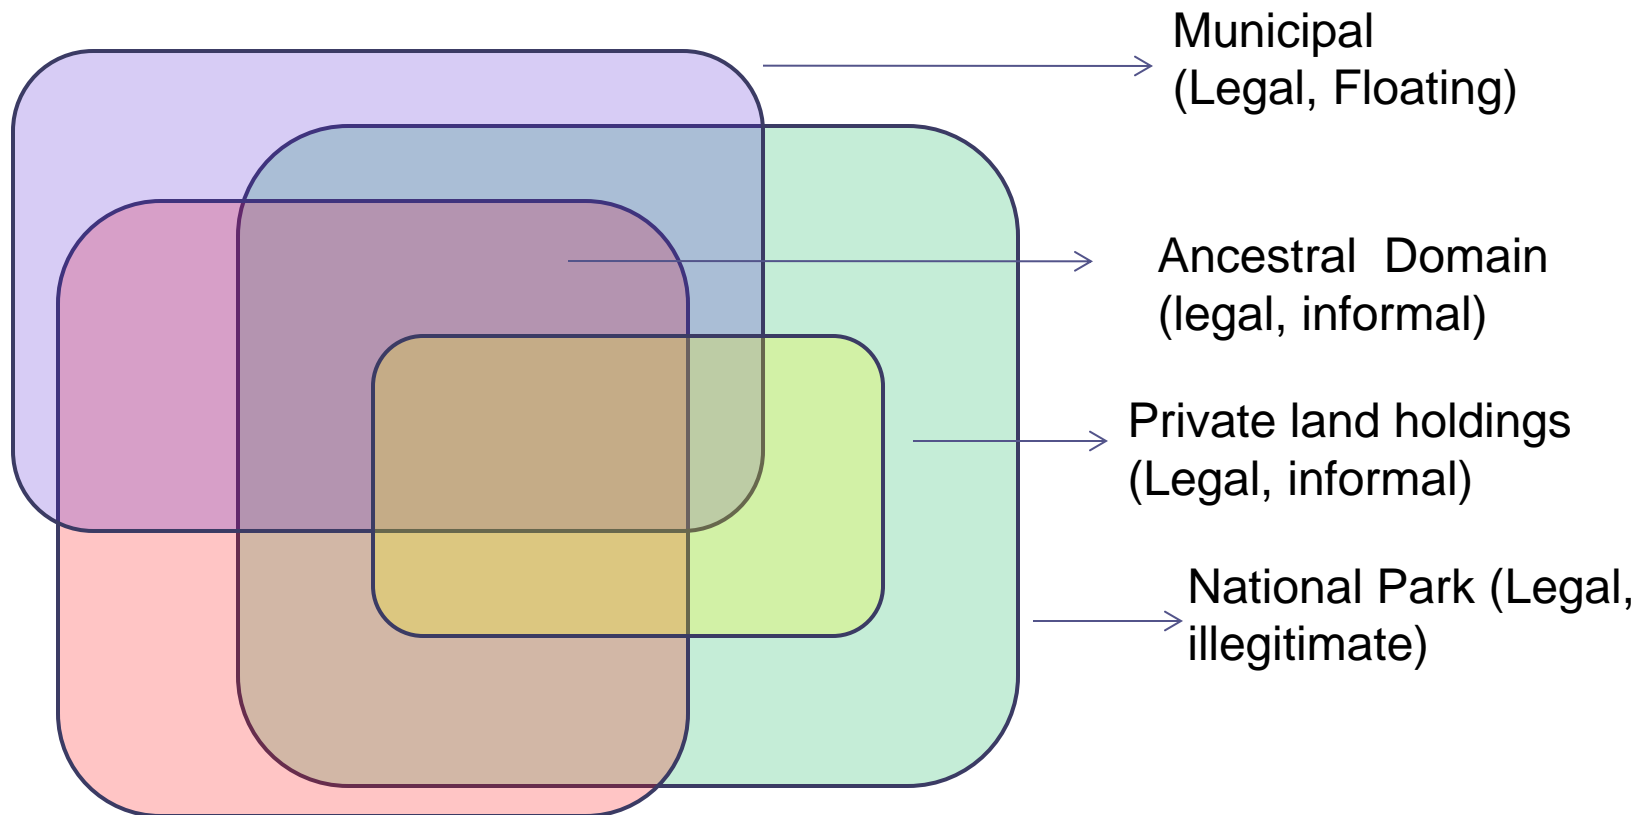 Municipal
(Legal, Floating)
Ancestral  Domain
(legal, informal)
Private land holdings
(Legal, informal)
National Park (Legal,
illegitimate)